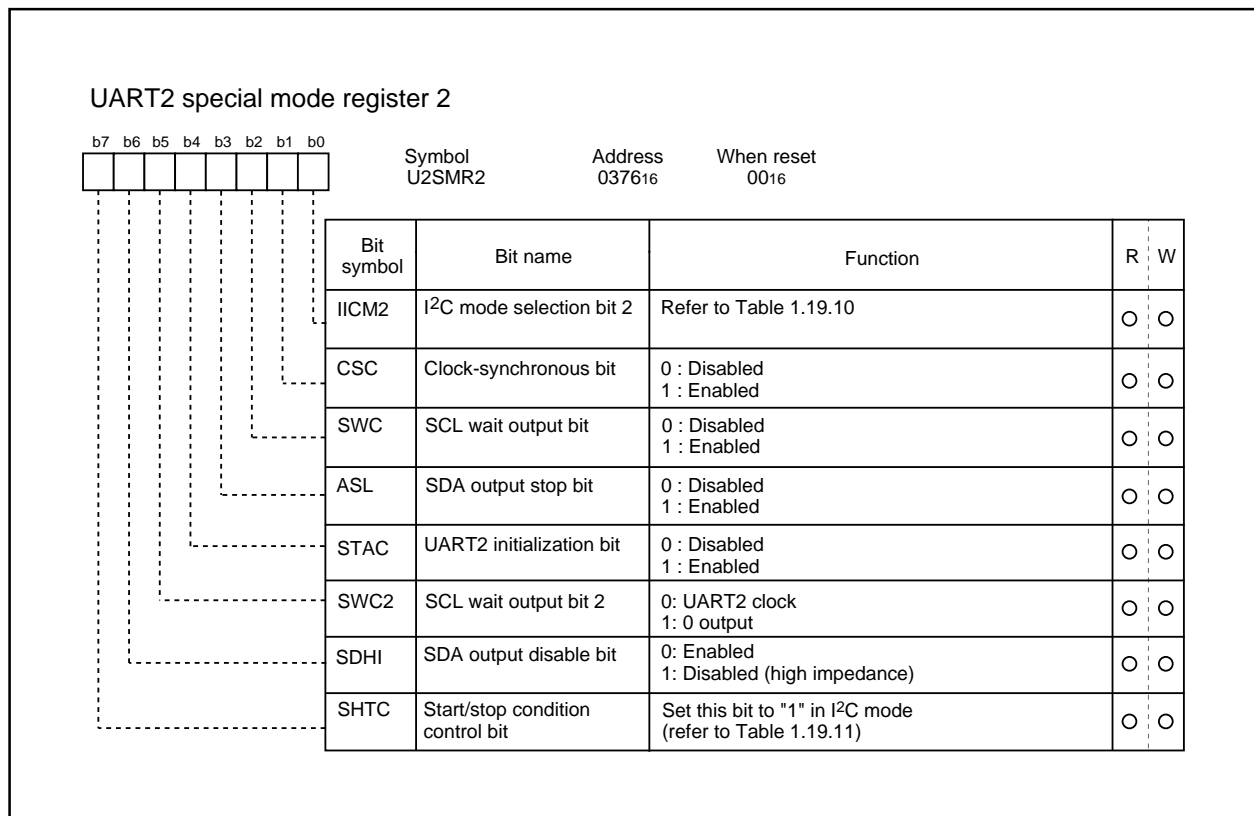 UART2 special mode register 2
b7 b6 b5 b4 b3 b2 b1 b0
Symbol Address When reset
U2SMR2 037616 0016
Bit symbol Bit name Function R W
IICM2 I2C mode selection bit 2 Refer to Table 1.19.10 O O
CSC Clock-synchronous bit 0 : Disabled
1 : Enabled
O O
SWC SCL wait output bit 0 : Disabled
1 : Enabled
O O
ASL SDA output stop bit 0 : Disabled
1 : Enabled
O O
STAC UART2 initialization bit 0 : Disabled
1 : Enabled
O O
SWC2 SCL wait output bit 2 0: UART2 clock
1: 0 output
O O
SDHI SDA output disable bit 0: Enabled
1: Disabled (high impedance)
O O
SHTC Start/stop condition control bit Set this bit to "1" in I2C mode
(refer to Table 1.19.11)
O O